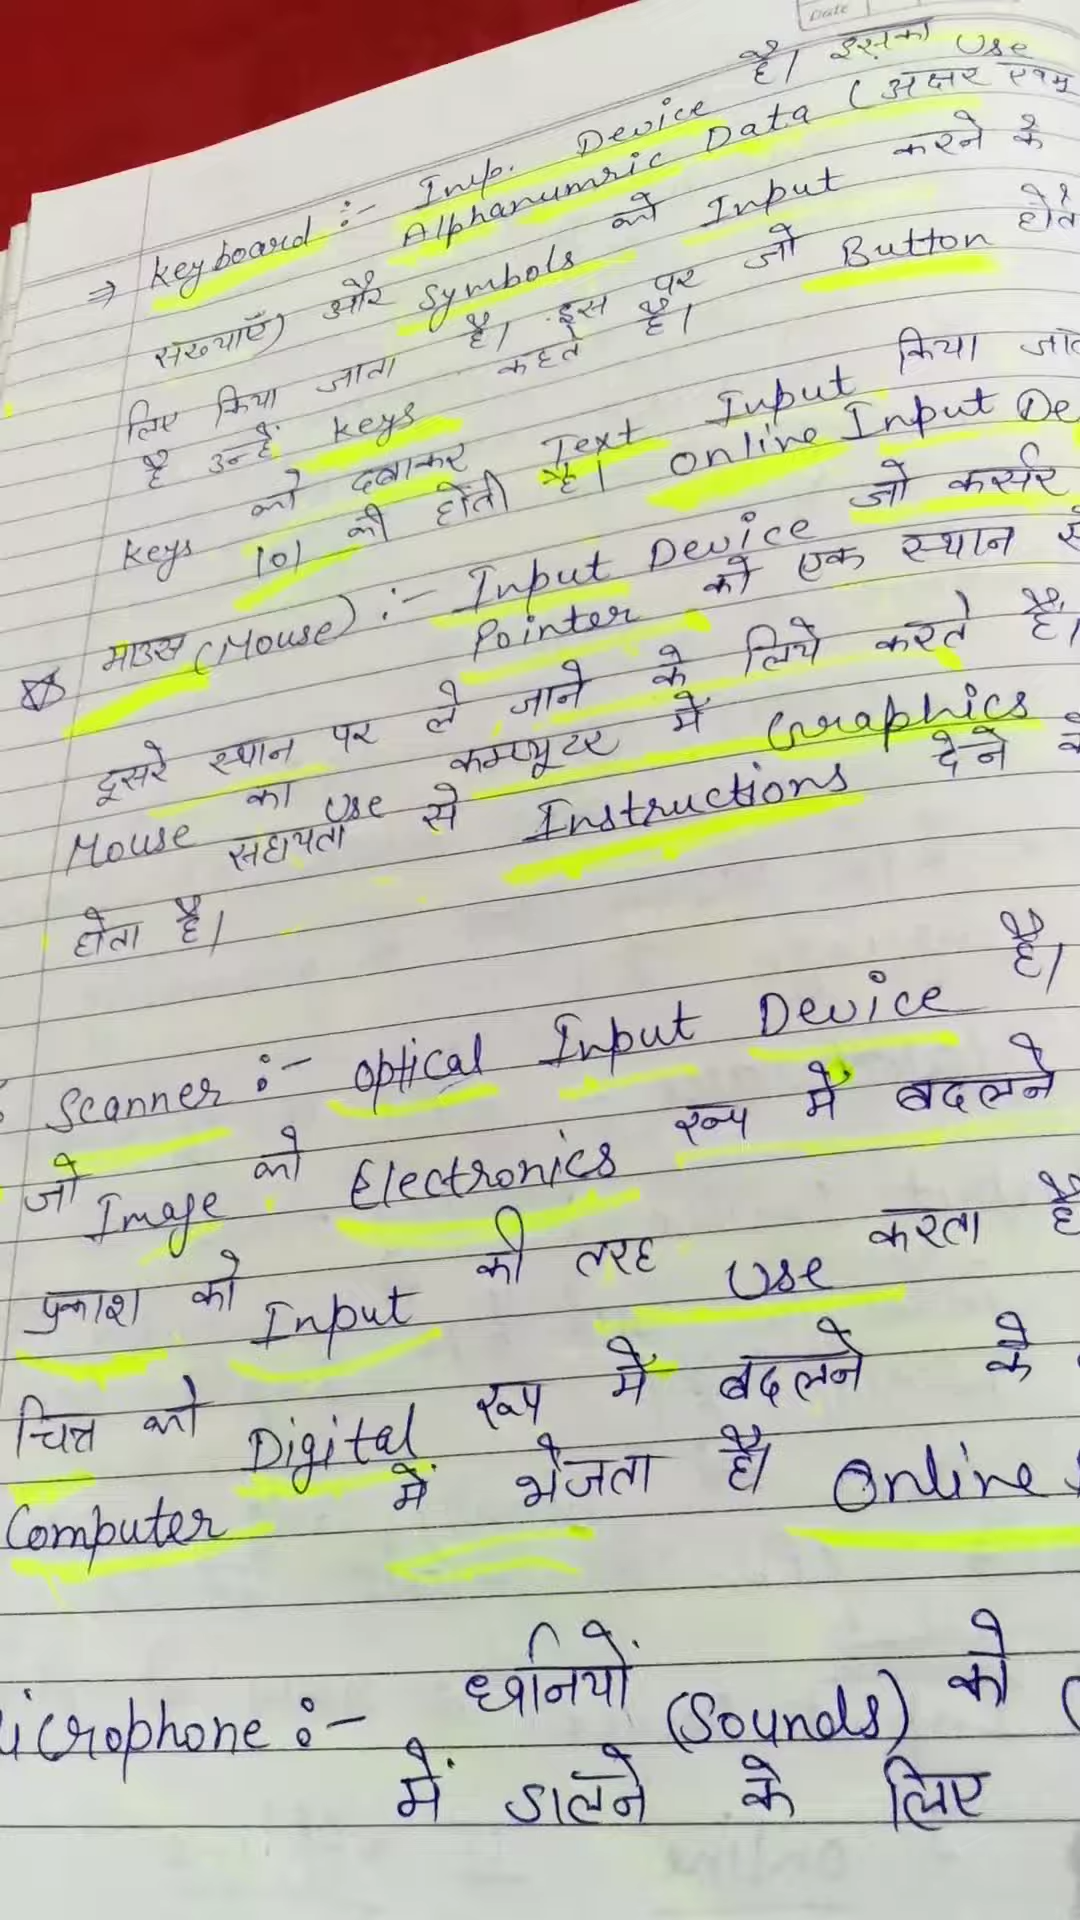 Date
⇒ Keyboard :- Imp. Device है। इसका Use
Alphanumric Data (अक्षर एवम्
संख्याएँ) और Symbols को Input करने के
लिए किया जाता है। इस पर जो Button होते
है उन्हें Keys कहते है।
Keys को दबाकर Text Input किया जात
101 की होती है। Online Input De
माउस (Mouse) :- Input Device जो कर्सर
Pointer को एक स्थान से
दूसरे स्थान पर ले जाने के लिये करते है।
Mouse का Use कम्प्यूटर में Graphics
सहायता से Instructions देने के
होता है।
Scanner :- Optical Input Device है।
जो Image को Electronics रूप में बदलने
प्रकाश को Input की तरह Use करता है
चित्र को Digital रूप में बदलने के
Computer में भेजता है। Online
icrophone :- ध्वनियों (Sounds) को (
में डालने के लिए